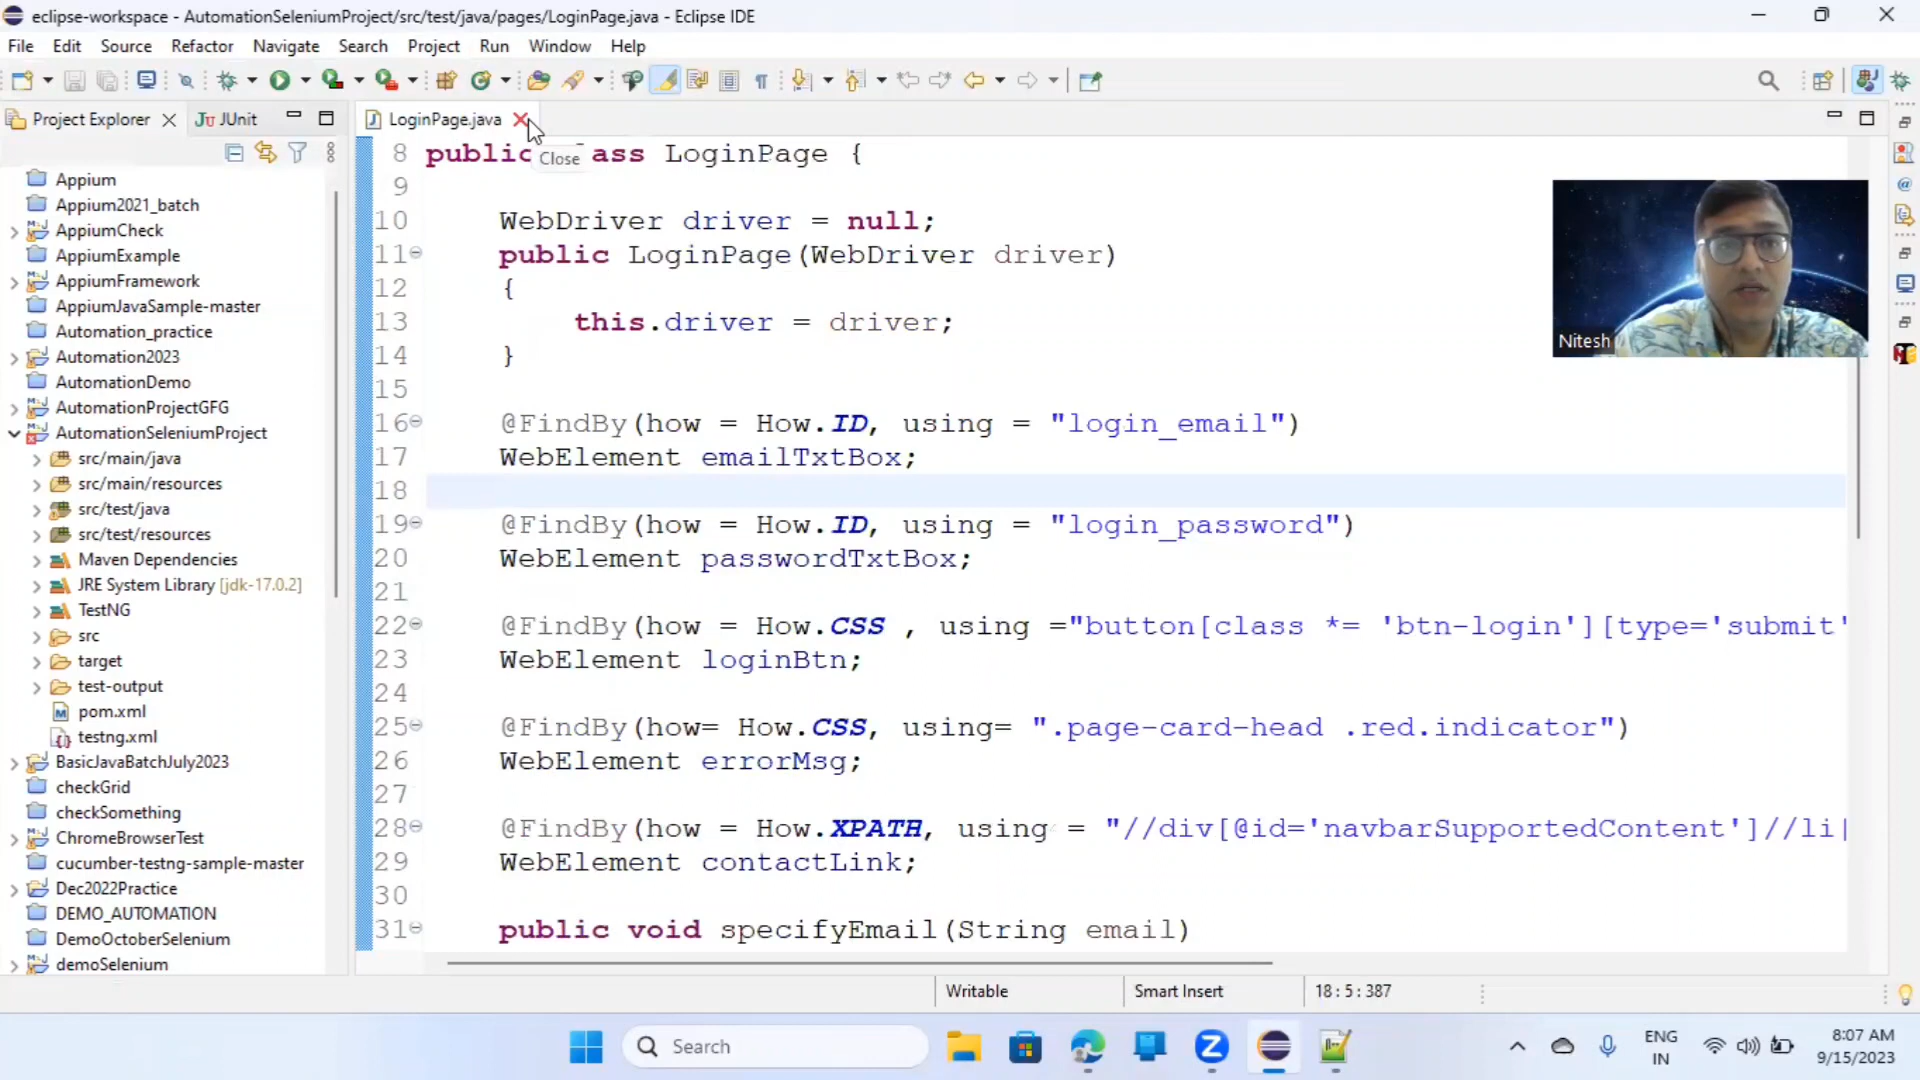 eclipse-workspace - AutomationSeleniumProject/src/test/java/pages/LoginPage.java - Eclipse IDE
File Edit Source Refactor Navigate Search Project Run Window Help
Project Explorer
JUnit
LoginPage.java
Close
Appium
Appium2021_batch
AppiumCheck
AppiumExample
AppiumFramework
AppiumJavaSample-master
Automation_practice
Automation2023
AutomationDemo
AutomationProjectGFG
AutomationSeleniumProject
src/main/java
src/main/resources
src/test/java
src/test/resources
Maven Dependencies
JRE System Library [jdk-17.0.2]
TestNG
src
target
test-output
pom.xml
testng.xml
BasicJavaBatchJuly2023
checkGrid
checkSomething
ChromeBrowserTest
cucumber-testng-sample-master
Dec2022Practice
DEMO_AUTOMATION
DemoOctoberSelenium
demoSelenium
8 public class LoginPage {
9
10 WebDriver driver = null;
11 public LoginPage(WebDriver driver)
12 {
13 this.driver = driver;
14 }
15
16 @FindBy(how = How.ID, using = "login_email")
17 WebElement emailTxtBox;
18
19 @FindBy(how = How.ID, using = "login_password")
20 WebElement passwordTxtBox;
21
22 @FindBy(how = How.CSS , using ="button[class *= 'btn-login'][type='submit'
23 WebElement loginBtn;
24
25 @FindBy(how= How.CSS, using= ".page-card-head .red.indicator")
26 WebElement errorMsg;
27
28 @FindBy(how = How.XPATH, using = "//div[@id='navbarSupportedContent']//li
29 WebElement contactLink;
30
31 public void specifyEmail(String email)
Nitesh
Writable
Smart Insert
18 : 5 : 387
Search
ENG
IN
8:07 AM
9/15/2023